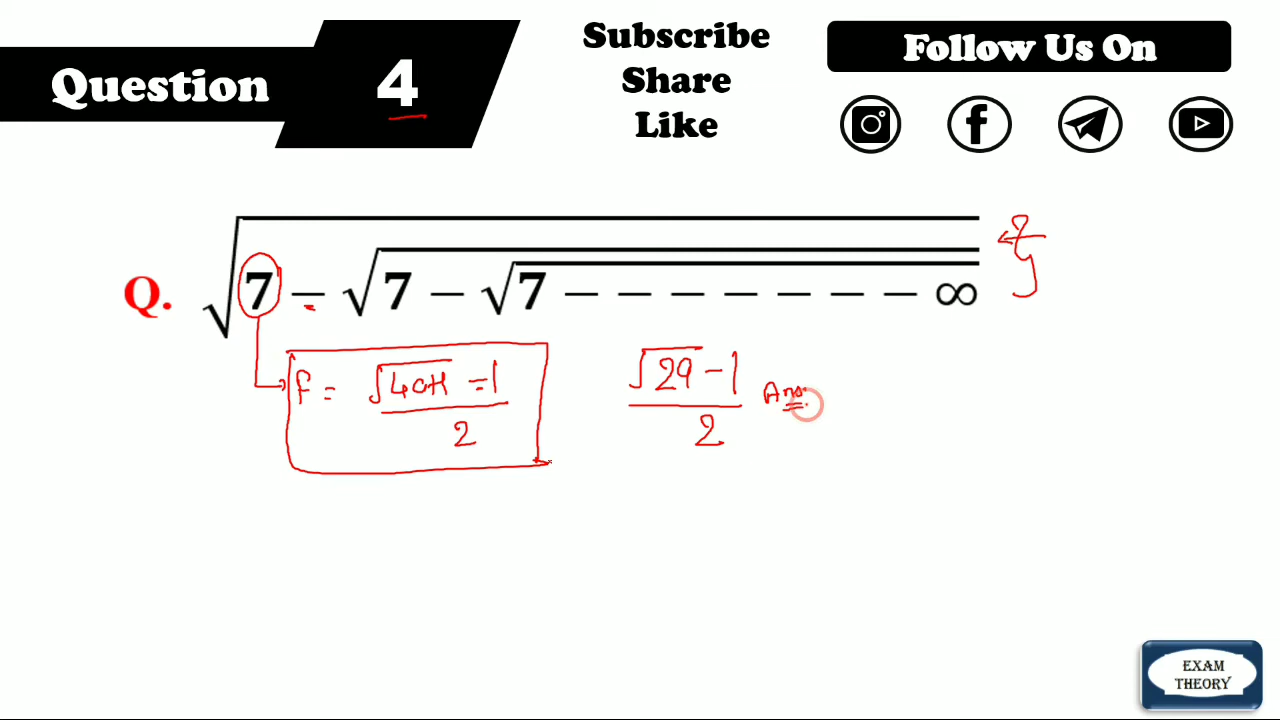 Question 4
Subscribe
Share
Like
Follow Us On
Q. √7 − √7 − √7 − − − − − − − ∞
f = √4a+1 = 1
2
√29 − 1
2
Ans.
EXAM
THEORY